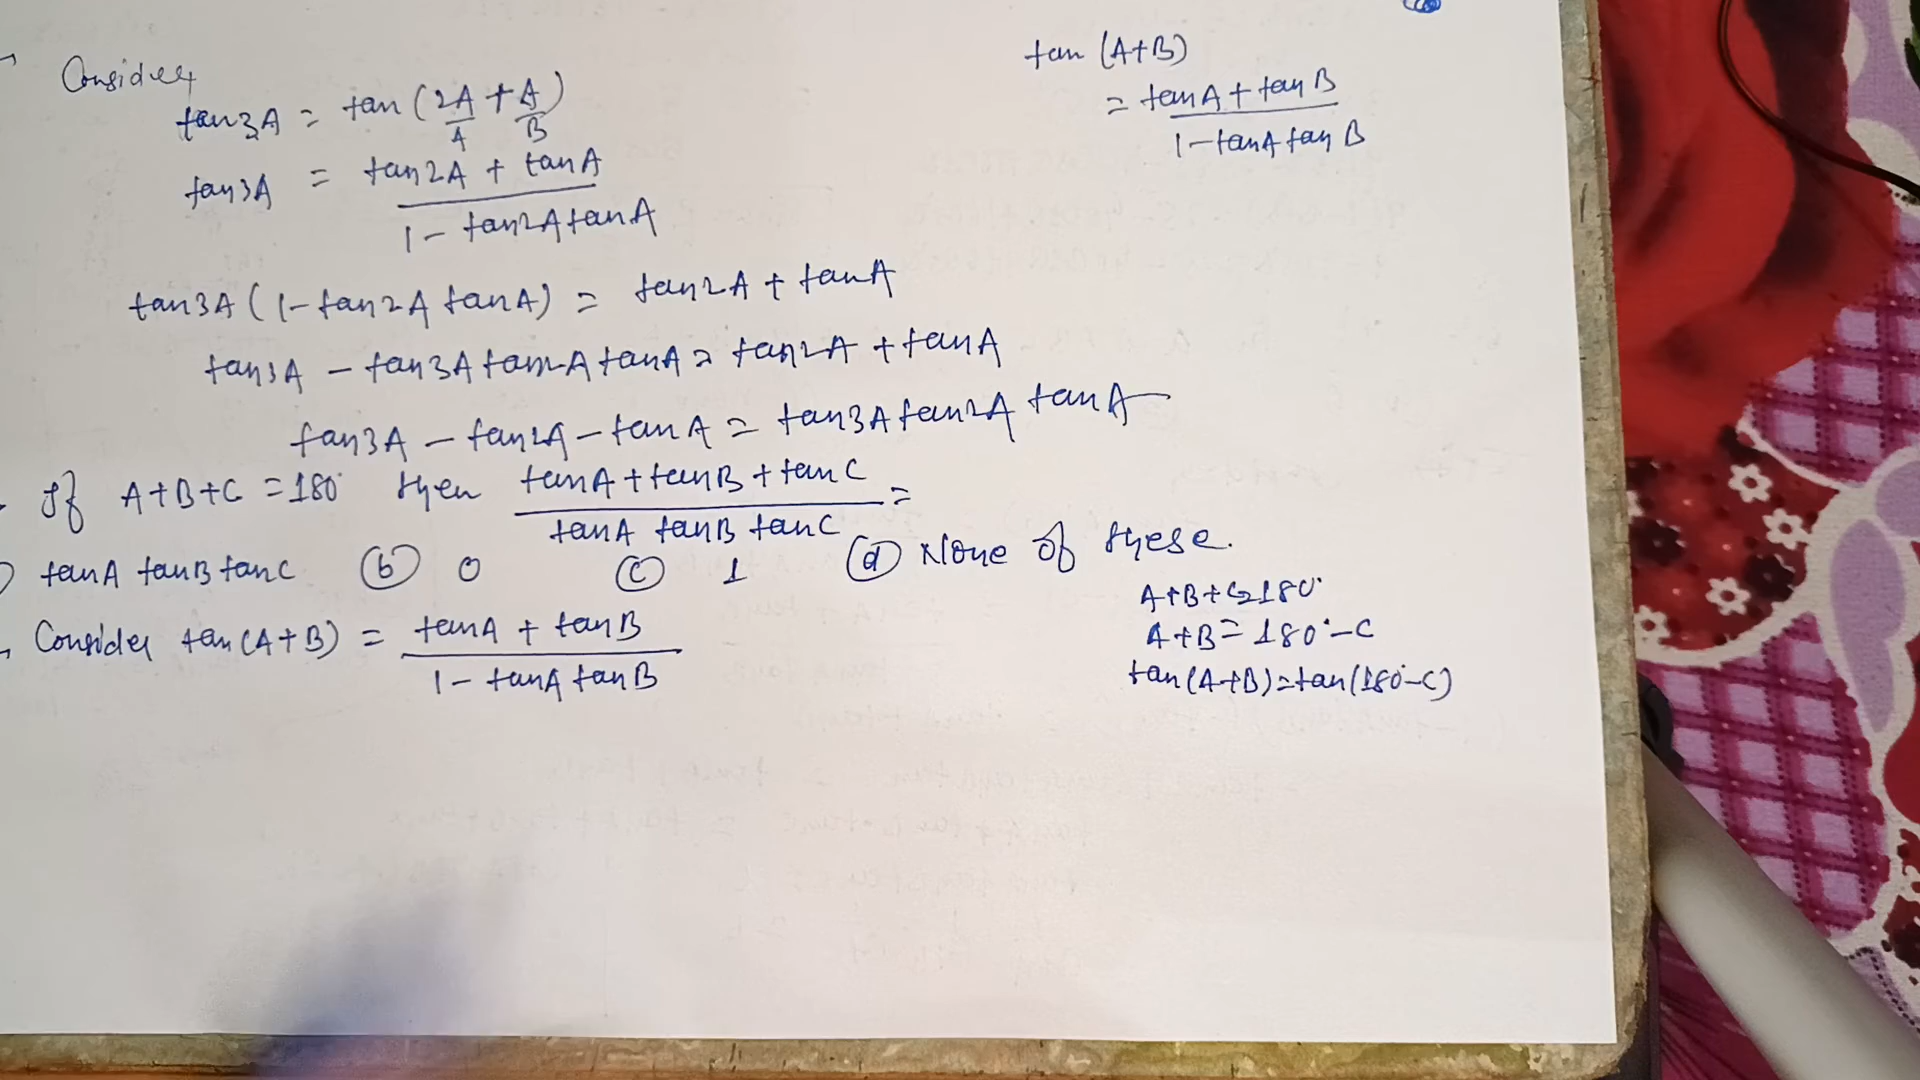 Consider
tan3A = tan(2A + A)
A B
tan3A = tan2A + tanA
1 - tan2A tanA
tan (A+B)
= tanA + tan B
1 - tanA tan B
tan3A (1 - tan2A tanA) = tan2A + tanA
tan3A - tan3A tan2A tanA = tan2A + tanA
tan3A - tan2A - tanA = tan3A tan2A tanA
If A+B+C = 180° then tanA + tanB + tanC =
tanA tanB tanC
tanA tanB tanC (b) 0 (c) 1 (d) None of these.
Consider tan(A+B) = tanA + tanB
1 - tanA tanB
A+B+C=180°
A+B = 180°-C
tan(A+B)=tan(180°-C)